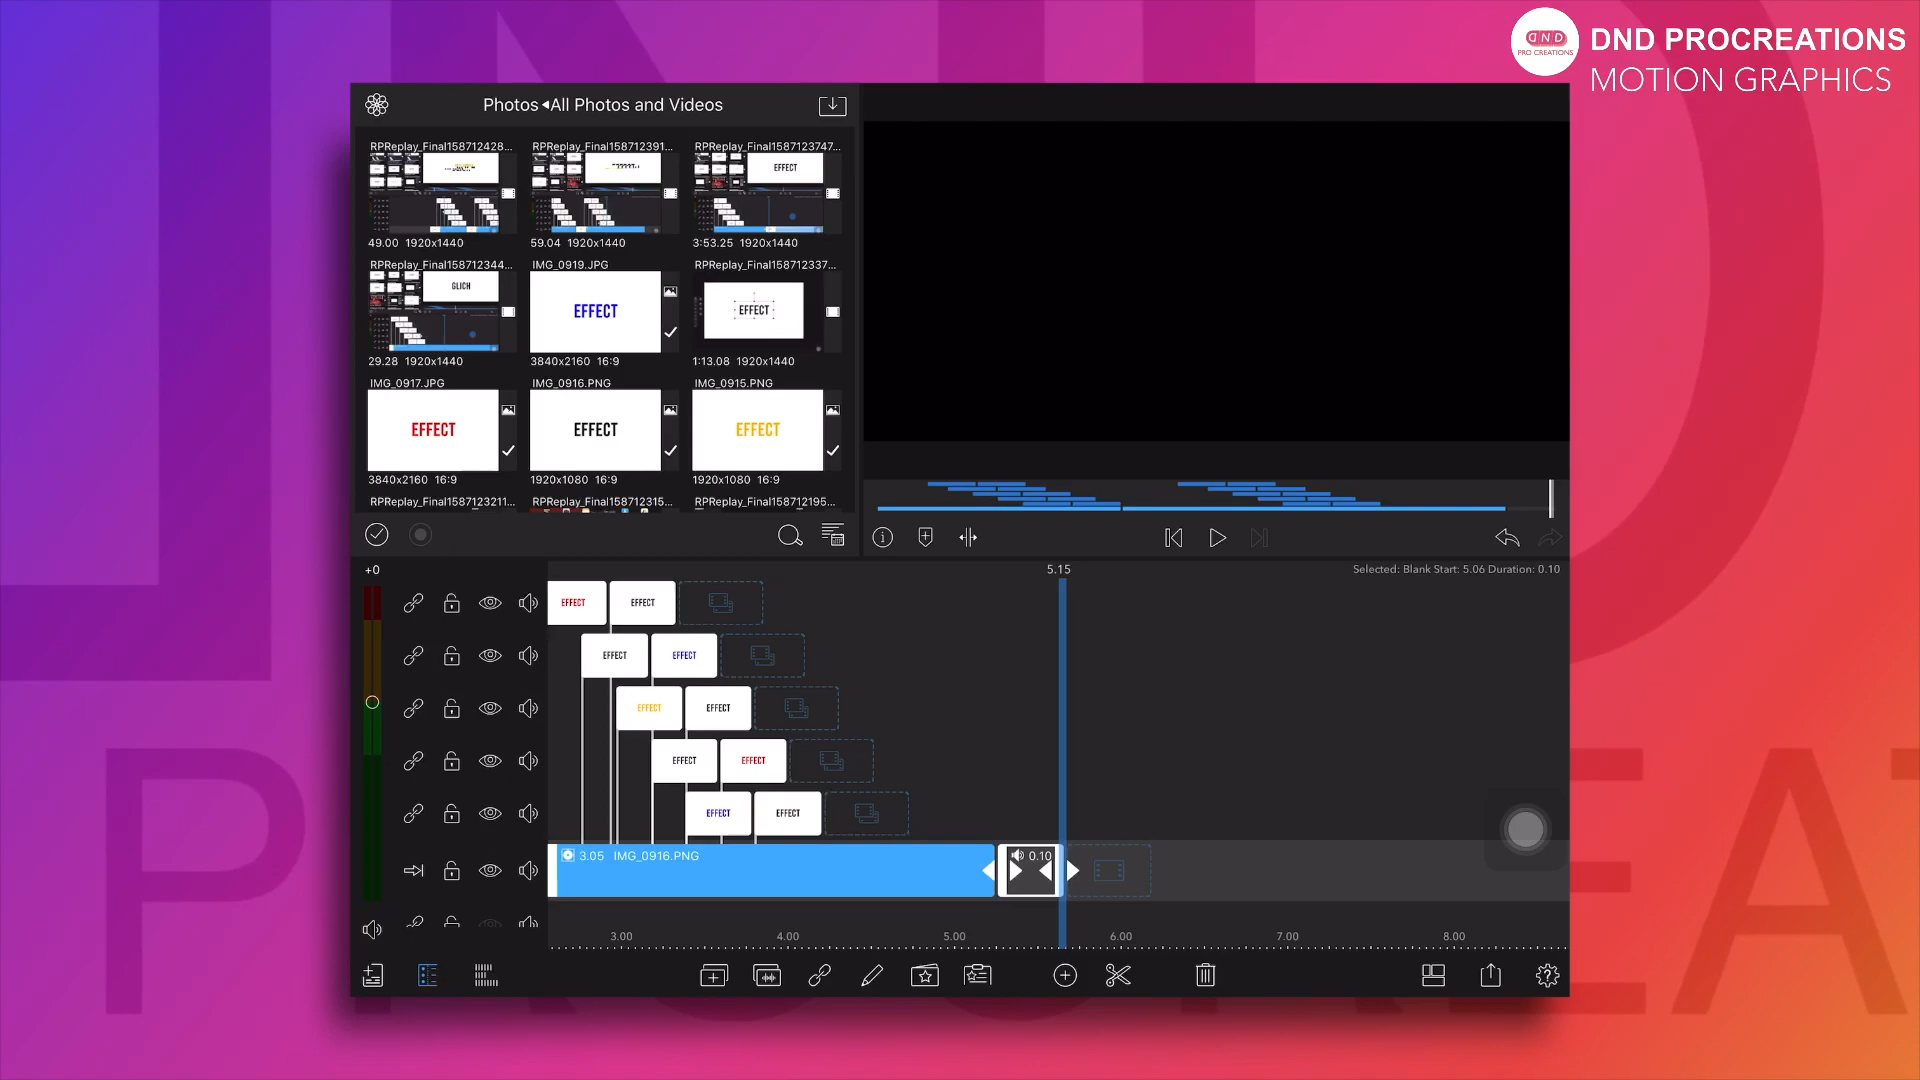 DND PROCREATIONS
MOTION GRAPHICS
DND
PRO CREATIONS
Photos◂All Photos and Videos
RPReplay_Final158712428...
RPReplay_Final158712391...
RPReplay_Final1587123747...
EFFECT
49.00 1920x1440
59.04 1920x1440
3:53.25 1920x1440
RPReplay_Final158712344...
IMG_0919.JPG
RPReplay_Final158712337...
GLICH
EFFECT
EFFECT
29.28 1920x1440
3840x2160 16:9
1:13.08 1920x1440
IMG_0917.JPG
IMG_0916.PNG
IMG_0915.PNG
EFFECT
EFFECT
EFFECT
3840x2160 16:9
1920x1080 16:9
1920x1080 16:9
RPReplay_Final1587123211...
RPReplay_Final158712315...
RPReplay_Final158712195...
+0
5.15
Selected: Blank Start: 5.06 Duration: 0.10
EFFECT
EFFECT
EFFECT
EFFECT
EFFECT
EFFECT
EFFECT
EFFECT
EFFECT
EFFECT
3.05 IMG_0916.PNG
0.10
3.00
4.00
5.00
6.00
7.00
8.00